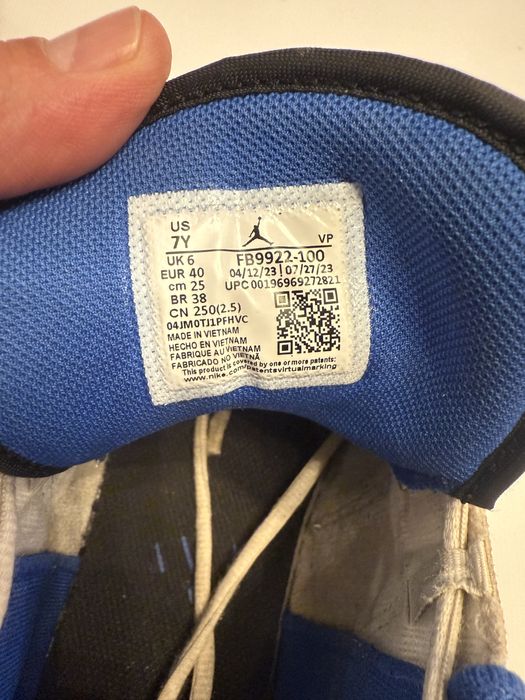 US
7Y
VP
UK 6 FB9922-100
EUR 40 04/12/23 | 07/27/23
cm 25 UPC 00196969272821
BR 38
CN 250(2.5)
04JM0TJ1PFHVC
MADE IN VIETNAM
HECHO EN VIETNAM
FABRIQUE AU VIETNAM
FABRICADO NO VIETNÃ
This product is covered by one or more patents:
www.nike.com/patentsvirtualmarking